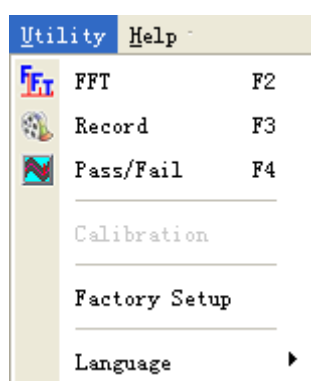 Utility Help
FFT F2
Record F3
Pass/Fail F4
Calibration
Factory Setup
Language